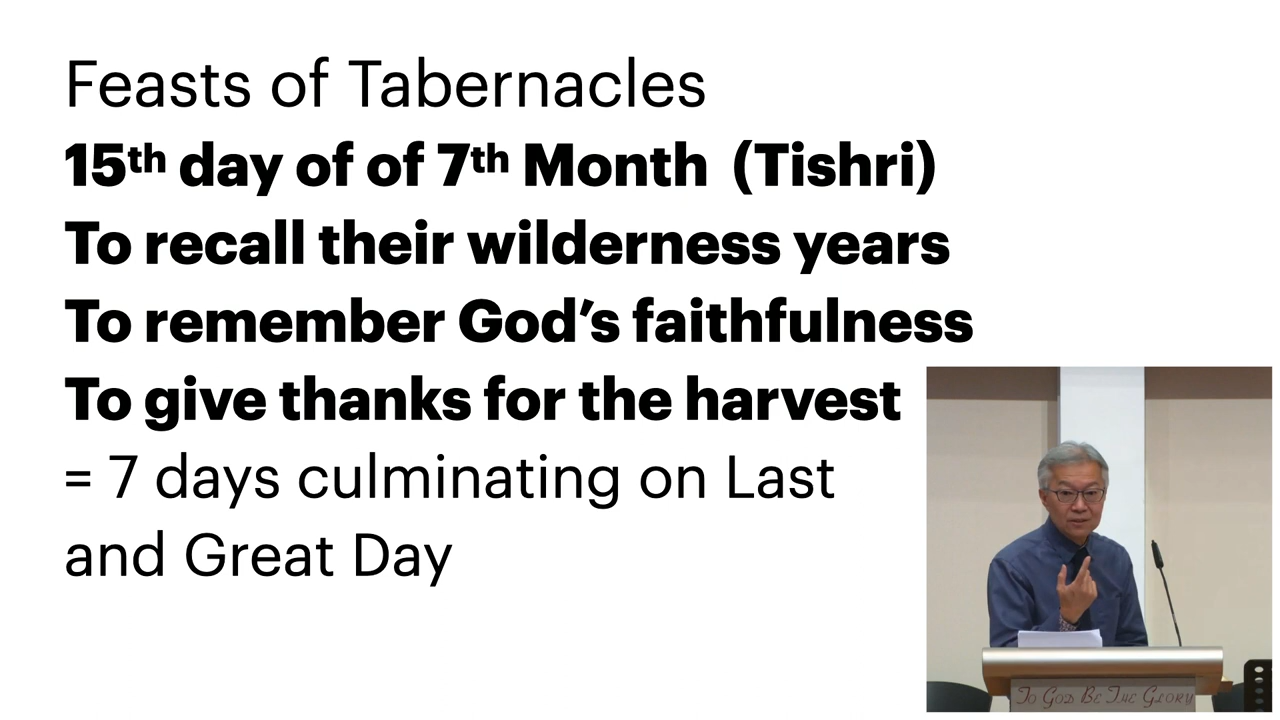 Feasts of Tabernacles
15th day of of 7th Month (Tishri)
To recall their wilderness years
To remember God’s faithfulness
To give thanks for the harvest
= 7 days culminating on Last
and Great Day
To God Be The Glory